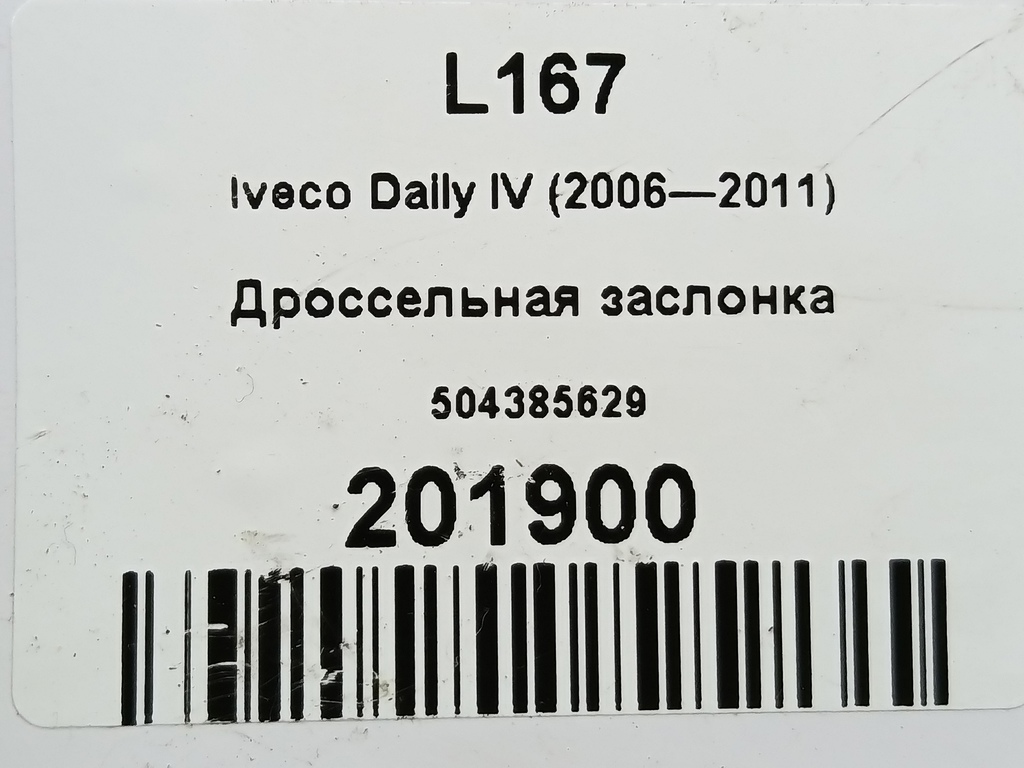 L167
Iveco Daily IV (2006—2011)
Дроссельная заслонка
504385629
201900